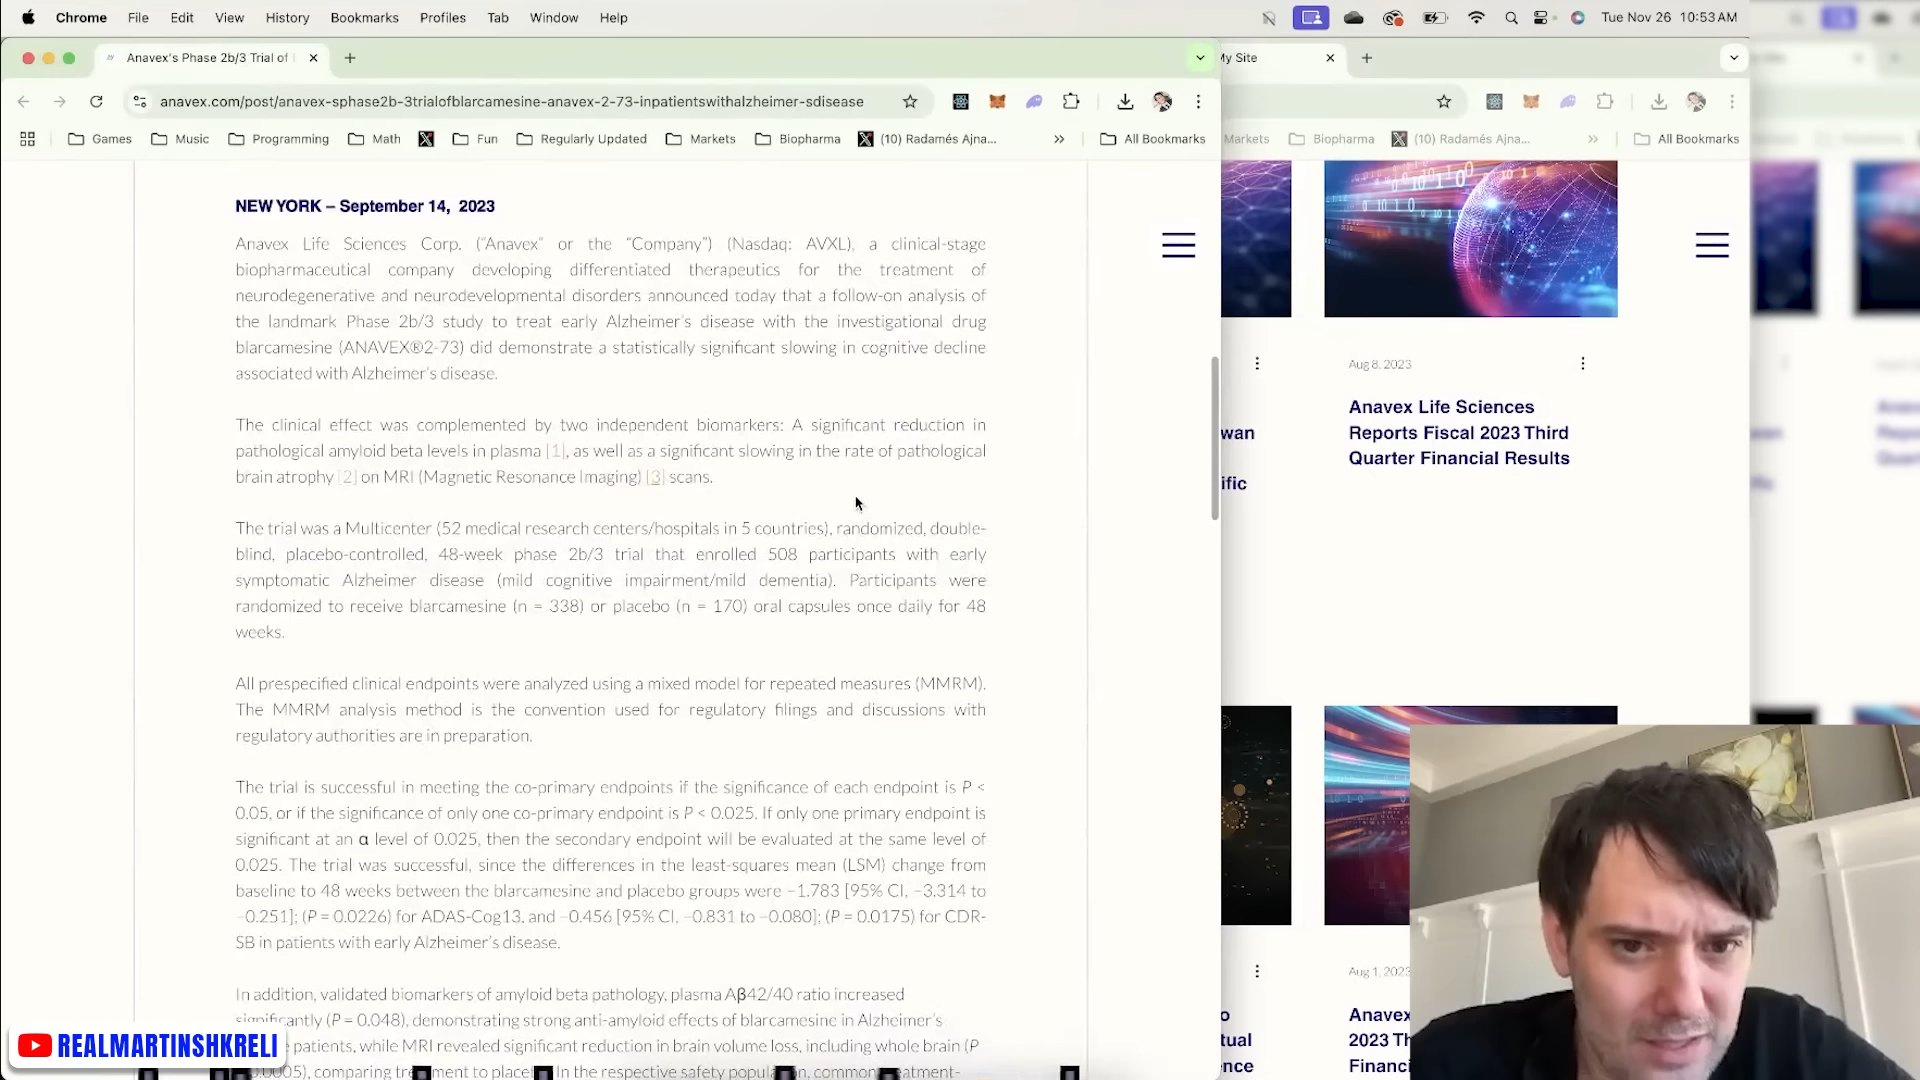 Chrome File Edit View History Bookmarks Profiles Tab Window Help
Tue Nov 26 10:53 AM
Anavex's Phase 2b/3 Trial of
My Site
anavex.com/post/anavex-sphase2b-3trialofblarcamesine-anavex-2-73-inpatientswithalzheimer-sdisease
Games Music Programming Math Fun Regularly Updated Markets Biopharma (10) Radamés Ajna... » All Bookmarks
Markets Biopharma (10) Radamés Ajna... » All Bookmarks
NEW YORK – September 14, 2023
Anavex Life Sciences Corp. (“Anavex” or the “Company”) (Nasdaq: AVXL), a clinical-stage
biopharmaceutical company developing differentiated therapeutics for the treatment of
neurodegenerative and neurodevelopmental disorders announced today that a follow-on analysis of
the landmark Phase 2b/3 study to treat early Alzheimer’s disease with the investigational drug
blarcamesine (ANAVEX®2-73) did demonstrate a statistically significant slowing in cognitive decline
associated with Alzheimer’s disease.
The clinical effect was complemented by two independent biomarkers: A significant reduction in
pathological amyloid beta levels in plasma [1], as well as a significant slowing in the rate of pathological
brain atrophy [2] on MRI (Magnetic Resonance Imaging) [3] scans.
The trial was a Multicenter (52 medical research centers/hospitals in 5 countries), randomized, double-
blind, placebo-controlled, 48-week phase 2b/3 trial that enrolled 508 participants with early
symptomatic Alzheimer disease (mild cognitive impairment/mild dementia). Participants were
randomized to receive blarcamesine (n = 338) or placebo (n = 170) oral capsules once daily for 48
weeks.
All prespecified clinical endpoints were analyzed using a mixed model for repeated measures (MMRM).
The MMRM analysis method is the convention used for regulatory filings and discussions with
regulatory authorities are in preparation.
The trial is successful in meeting the co-primary endpoints if the significance of each endpoint is P <
0.05, or if the significance of only one co-primary endpoint is P < 0.025. If only one primary endpoint is
significant at an α level of 0.025, then the secondary endpoint will be evaluated at the same level of
0.025. The trial was successful, since the differences in the least-squares mean (LSM) change from
baseline to 48 weeks between the blarcamesine and placebo groups were −1.783 [95% CI, −3.314 to
−0.251]; (P = 0.0226) for ADAS-Cog13, and −0.456 [95% CI, −0.831 to −0.080]; (P = 0.0175) for CDR-
SB in patients with early Alzheimer’s disease.
In addition, validated biomarkers of amyloid beta pathology, plasma Aβ42/40 ratio increased
significantly (P = 0.048), demonstrating strong anti-amyloid effects of blarcamesine in Alzheimer’s
patients, while MRI revealed significant reduction in brain volume loss, including whole brain (P
0.0005), comparing treatment to placebo. In the respective safety population, common treatment-
Aug 8, 2023
Anavex Life Sciences
Reports Fiscal 2023 Third
Quarter Financial Results
wan
ific
Aug 1, 2023
Anavex
2023 Th
Financi
o
tual
ence
REALMARTINSHKRELI